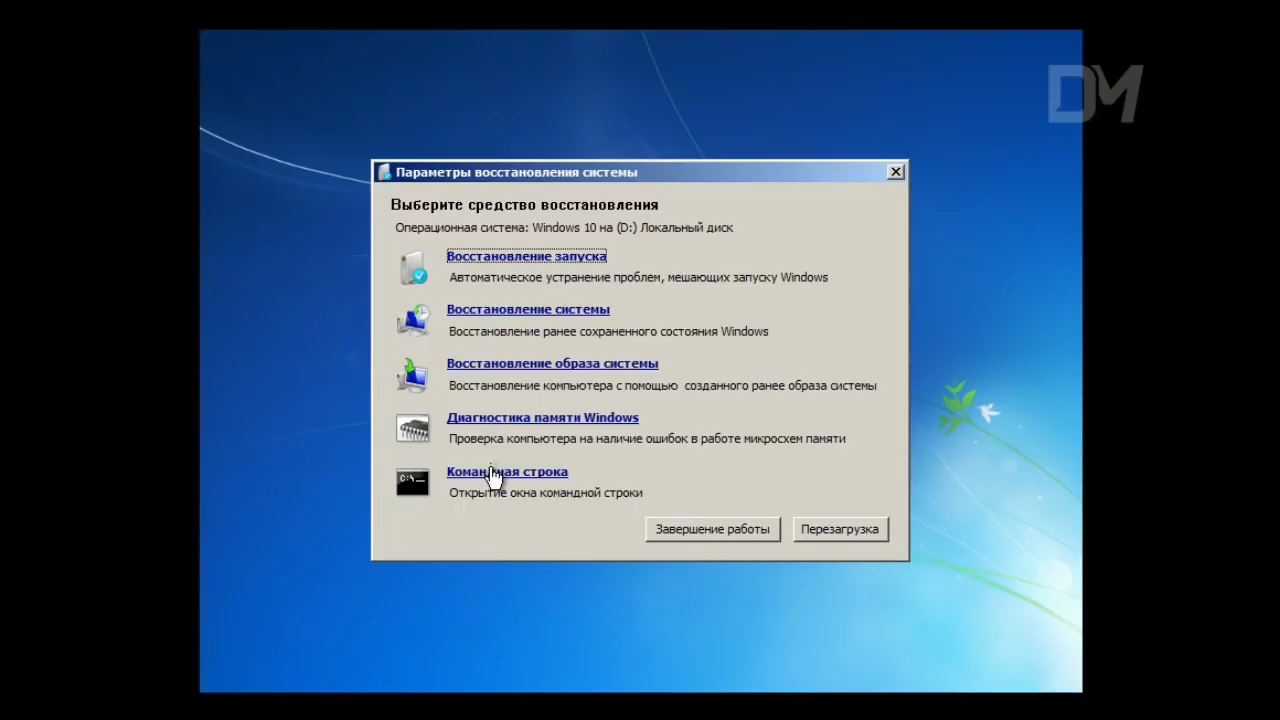 DM
Параметры восстановления системы
Выберите средство восстановления
Операционная система: Windows 10 на (D:) Локальный диск
Восстановление запуска
Автоматическое устранение проблем, мешающих запуску Windows
Восстановление системы
Восстановление ранее сохраненного состояния Windows
Восстановление образа системы
Восстановление компьютера с помощью созданного ранее образа системы
Диагностика памяти Windows
Проверка компьютера на наличие ошибок в работе микросхем памяти
C:\_
Командная строка
Открытие окна командной строки
Завершение работы
Перезагрузка